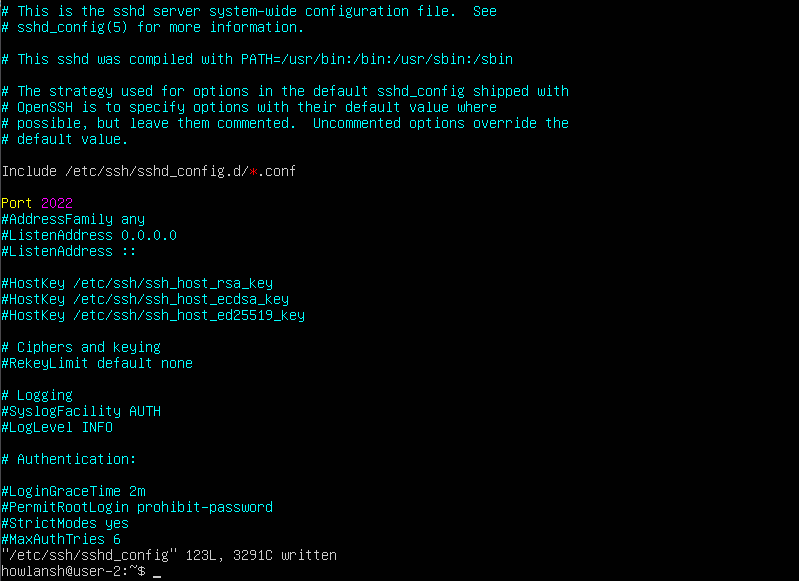 # This is the sshd server system-wide configuration file.  See
# sshd_config(5) for more information.

# This sshd was compiled with PATH=/usr/bin:/bin:/usr/sbin:/sbin

# The strategy used for options in the default sshd_config shipped with
# OpenSSH is to specify options with their default value where
# possible, but leave them commented.  Uncommented options override the
# default value.

Include /etc/ssh/sshd_config.d/*.conf

Port 2022
#AddressFamily any
#ListenAddress 0.0.0.0
#ListenAddress ::

#HostKey /etc/ssh/ssh_host_rsa_key
#HostKey /etc/ssh/ssh_host_ecdsa_key
#HostKey /etc/ssh/ssh_host_ed25519_key

# Ciphers and keying
#RekeyLimit default none

# Logging
#SyslogFacility AUTH
#LogLevel INFO

# Authentication:

#LoginGraceTime 2m
#PermitRootLogin prohibit-password
#StrictModes yes
#MaxAuthTries 6
"/etc/ssh/sshd_config" 123L, 3291C written
howlansh@user-2:~$ _